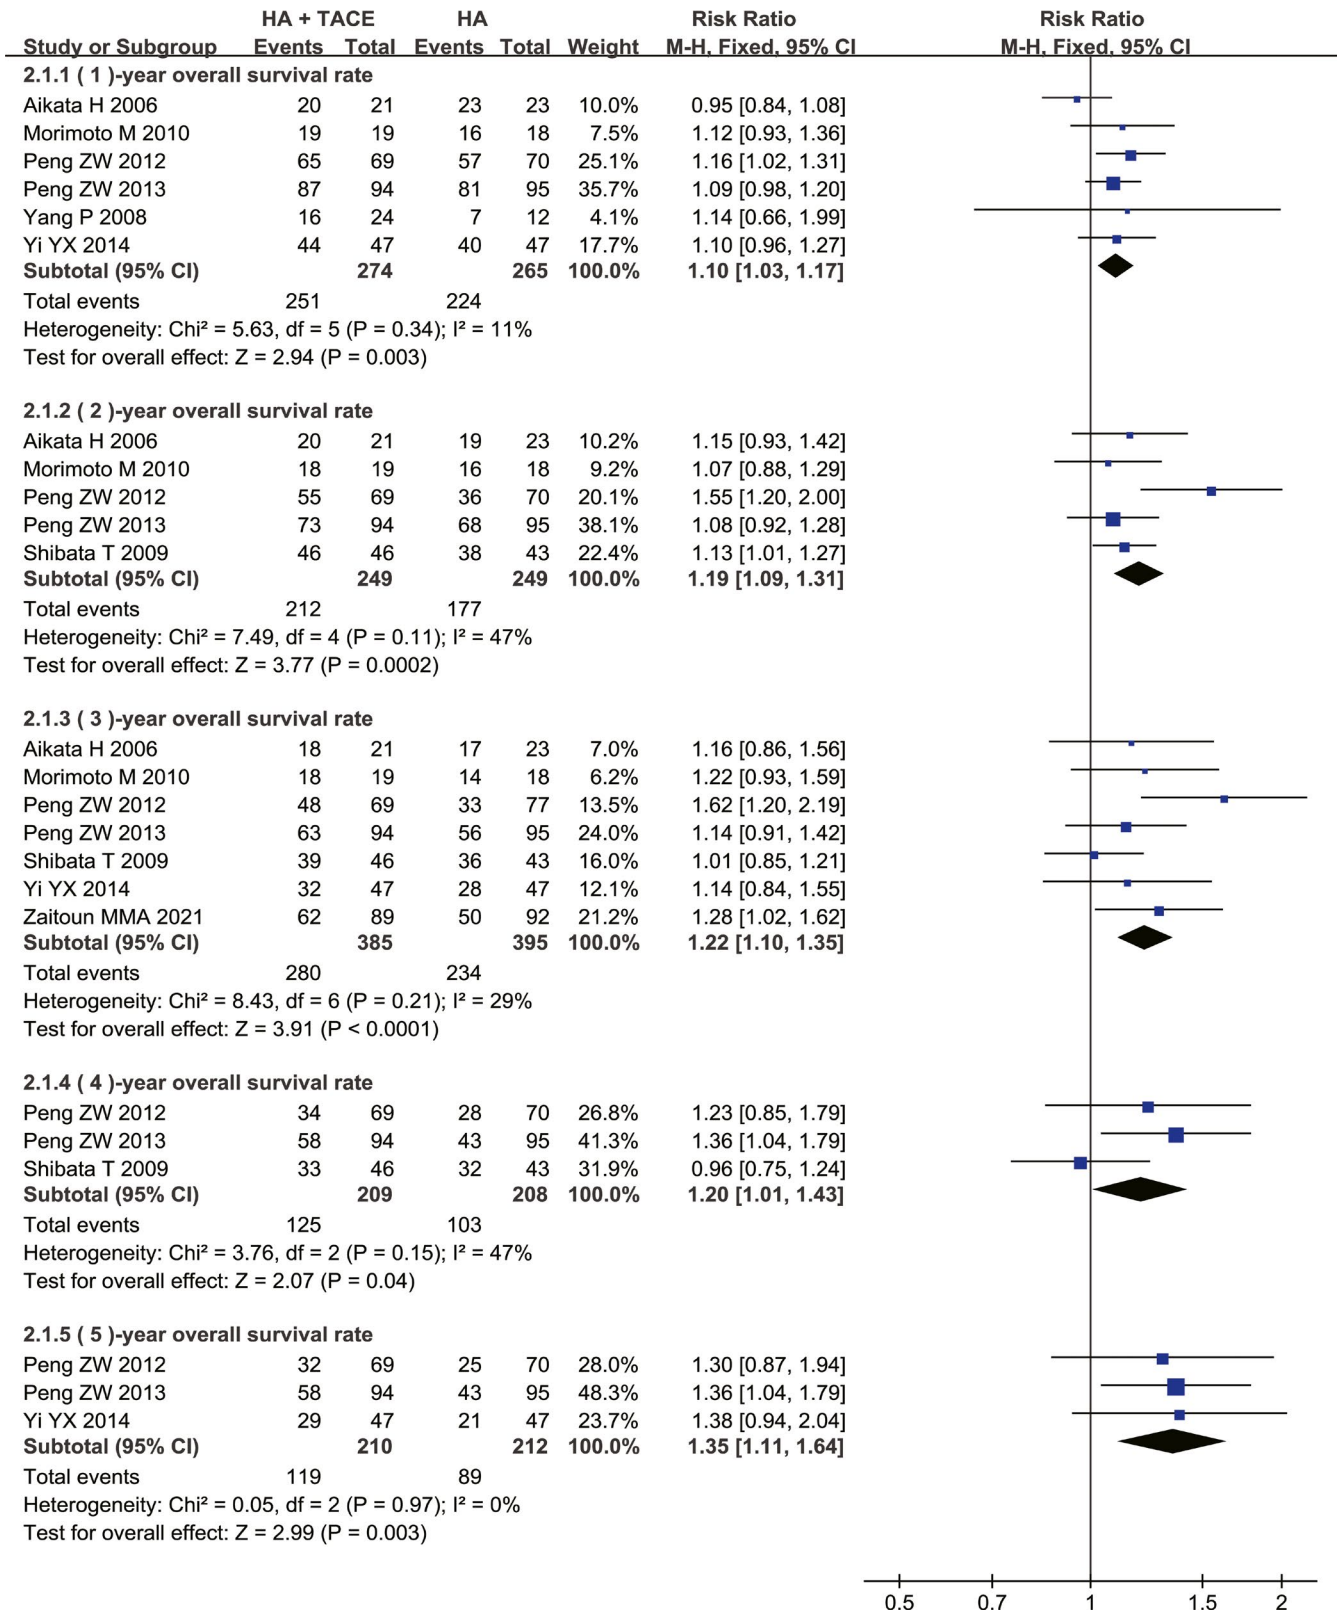 HA + TACE HA Risk Ratio Risk Ratio
Study or Subgroup Events Total Events Total Weight M-H, Fixed, 95% CI M-H, Fixed, 95% CI
2.1.1 ( 1 )-year overall survival rate
Aikata H 2006 20 21 23 23 10.0% 0.95 [0.84, 1.08]
Morimoto M 2010 19 19 16 18 7.5% 1.12 [0.93, 1.36]
Peng ZW 2012 65 69 57 70 25.1% 1.16 [1.02, 1.31]
Peng ZW 2013 87 94 81 95 35.7% 1.09 [0.98, 1.20]
Yang P 2008 16 24 7 12 4.1% 1.14 [0.66, 1.99]
Yi YX 2014 44 47 40 47 17.7% 1.10 [0.96, 1.27]
Subtotal (95% CI) 274 265 100.0% 1.10 [1.03, 1.17]
Total events 251 224
Heterogeneity: Chi² = 5.63, df = 5 (P = 0.34); I² = 11%
Test for overall effect: Z = 2.94 (P = 0.003)
2.1.2 ( 2 )-year overall survival rate
Aikata H 2006 20 21 19 23 10.2% 1.15 [0.93, 1.42]
Morimoto M 2010 18 19 16 18 9.2% 1.07 [0.88, 1.29]
Peng ZW 2012 55 69 36 70 20.1% 1.55 [1.20, 2.00]
Peng ZW 2013 73 94 68 95 38.1% 1.08 [0.92, 1.28]
Shibata T 2009 46 46 38 43 22.4% 1.13 [1.01, 1.27]
Subtotal (95% CI) 249 249 100.0% 1.19 [1.09, 1.31]
Total events 212 177
Heterogeneity: Chi² = 7.49, df = 4 (P = 0.11); I² = 47%
Test for overall effect: Z = 3.77 (P = 0.0002)
2.1.3 ( 3 )-year overall survival rate
Aikata H 2006 18 21 17 23 7.0% 1.16 [0.86, 1.56]
Morimoto M 2010 18 19 14 18 6.2% 1.22 [0.93, 1.59]
Peng ZW 2012 48 69 33 77 13.5% 1.62 [1.20, 2.19]
Peng ZW 2013 63 94 56 95 24.0% 1.14 [0.91, 1.42]
Shibata T 2009 39 46 36 43 16.0% 1.01 [0.85, 1.21]
Yi YX 2014 32 47 28 47 12.1% 1.14 [0.84, 1.55]
Zaitoun MMA 2021 62 89 50 92 21.2% 1.28 [1.02, 1.62]
Subtotal (95% CI) 385 395 100.0% 1.22 [1.10, 1.35]
Total events 280 234
Heterogeneity: Chi² = 8.43, df = 6 (P = 0.21); I² = 29%
Test for overall effect: Z = 3.91 (P < 0.0001)
2.1.4 ( 4 )-year overall survival rate
Peng ZW 2012 34 69 28 70 26.8% 1.23 [0.85, 1.79]
Peng ZW 2013 58 94 43 95 41.3% 1.36 [1.04, 1.79]
Shibata T 2009 33 46 32 43 31.9% 0.96 [0.75, 1.24]
Subtotal (95% CI) 209 208 100.0% 1.20 [1.01, 1.43]
Total events 125 103
Heterogeneity: Chi² = 3.76, df = 2 (P = 0.15); I² = 47%
Test for overall effect: Z = 2.07 (P = 0.04)
2.1.5 ( 5 )-year overall survival rate
Peng ZW 2012 32 69 25 70 28.0% 1.30 [0.87, 1.94]
Peng ZW 2013 58 94 43 95 48.3% 1.36 [1.04, 1.79]
Yi YX 2014 29 47 21 47 23.7% 1.38 [0.94, 2.04]
Subtotal (95% CI) 210 212 100.0% 1.35 [1.11, 1.64]
Total events 119 89
Heterogeneity: Chi² = 0.05, df = 2 (P = 0.97); I² = 0%
Test for overall effect: Z = 2.99 (P = 0.003)
0.5 0.7 1 1.5 2